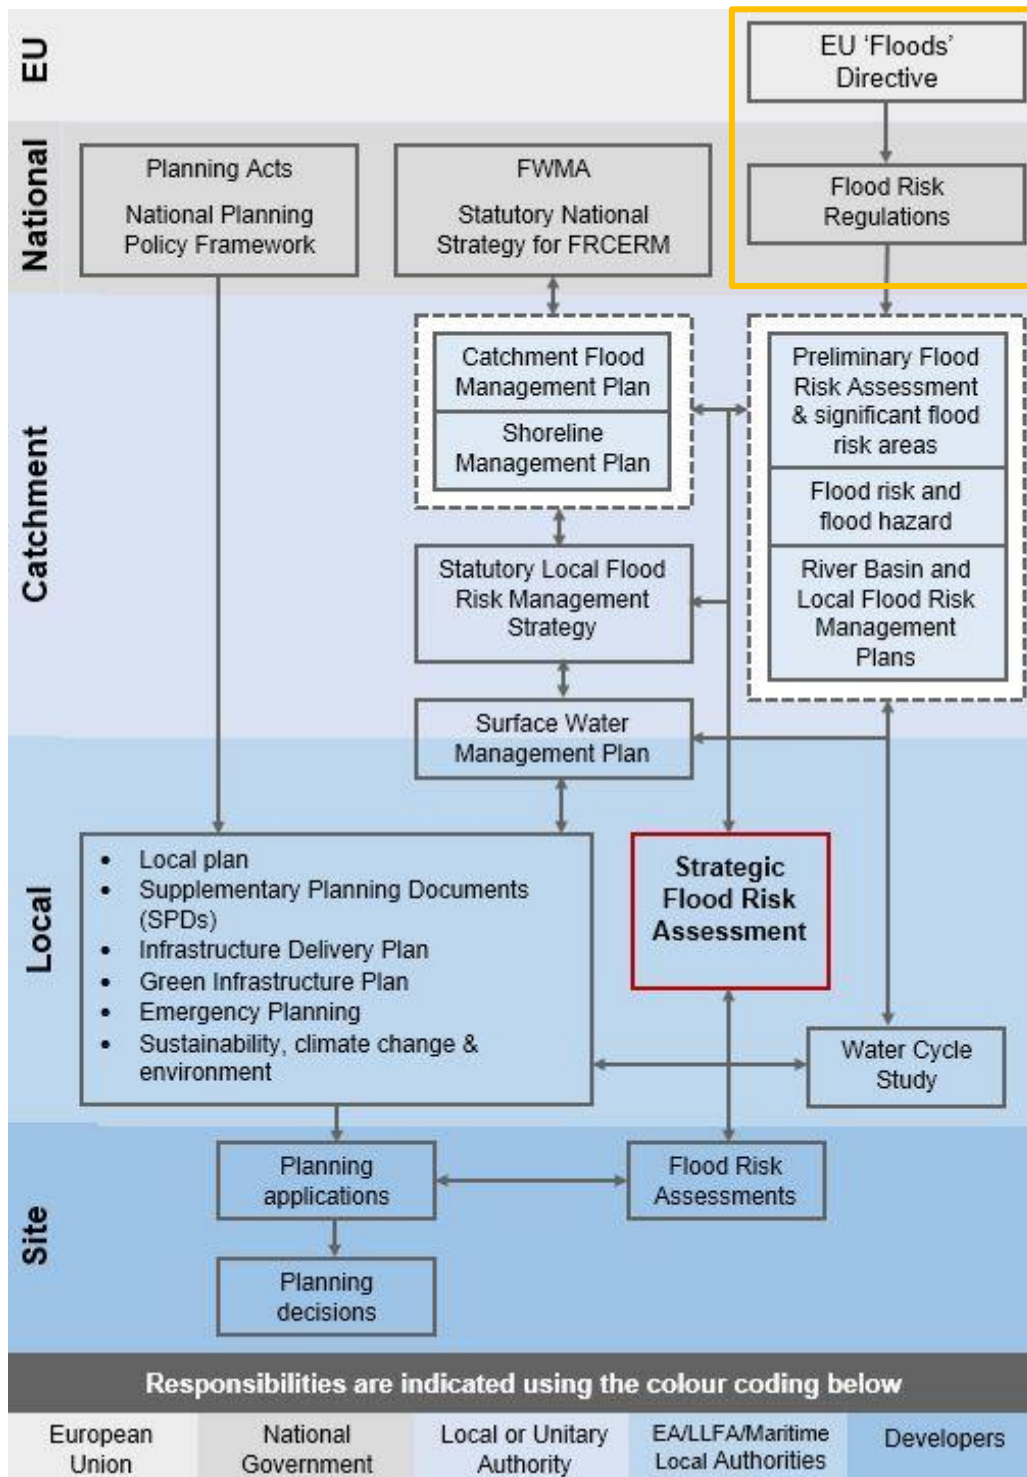 EU
EU ‘Floods’
Directive
National
Planning Acts
National Planning
Policy Framework
FWMA
Statutory National
Strategy for FRCERM
Flood Risk
Regulations
Catchment
Catchment Flood
Management Plan
Shoreline
Management Plan
Preliminary Flood
Risk Assessment
& significant flood
risk areas
Flood risk and
flood hazard
River Basin and
Local Flood Risk
Management
Plans
Statutory Local Flood
Risk Management
Strategy
Surface Water
Management Plan
Local
• Local plan
• Supplementary Planning Documents
(SPDs)
• Infrastructure Delivery Plan
• Green Infrastructure Plan
• Emergency Planning
• Sustainability, climate change &
environment
Strategic
Flood Risk
Assessment
Water Cycle
Study
Site
Planning
applications
Flood Risk
Assessments
Planning
decisions
Responsibilities are indicated using the colour coding below
European
Union
National
Government
Local or Unitary
Authority
EA/LLFA/Maritime
Local Authorities
Developers